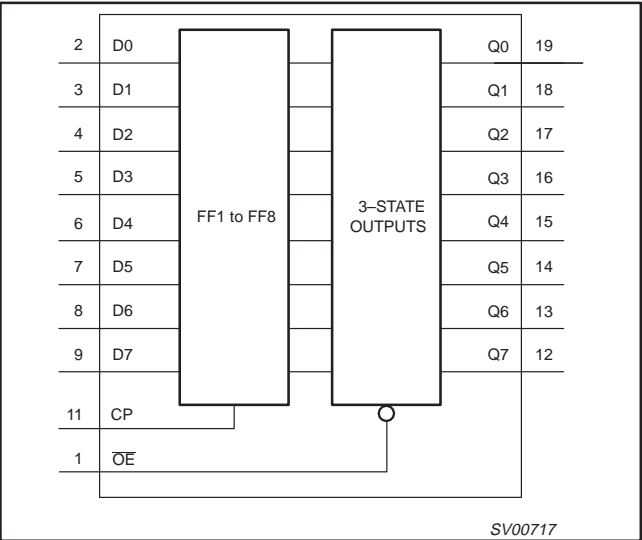 2 D0 Q0 19
3 D1 Q1 18
4 D2 Q2 17
5 D3 Q3 16
6 D4 Q4 15
7 D5 Q5 14
8 D6 Q6 13
9 D7 Q7 12
FF1 to FF8
3–STATE
OUTPUTS
11 CP
1 O̅E̅
SV00717